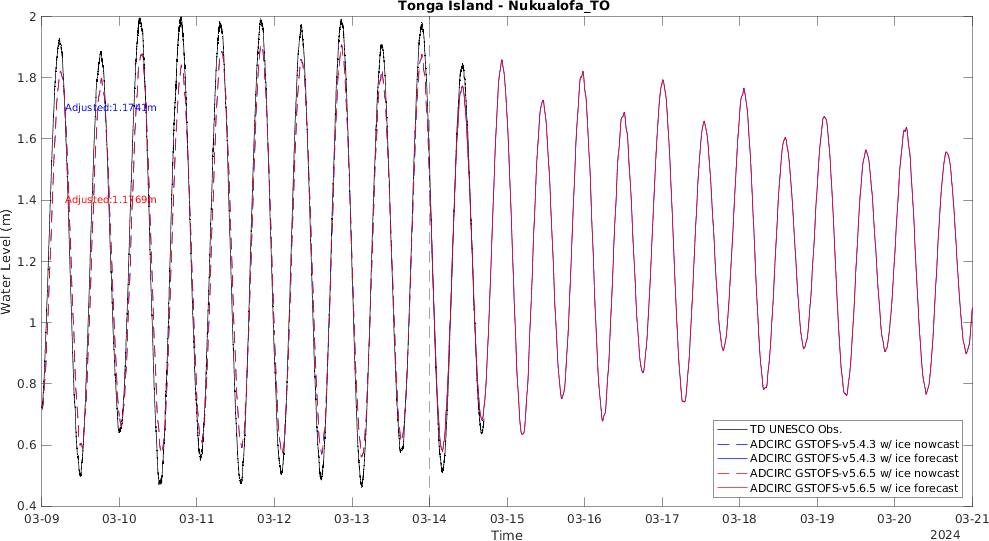 Tonga Island - Nukualofa_TO
2
1.8
1.6
1.4
1.2
1
0.8
0.6
0.4
Water Level (m)
Adjusted:1.1741m
Adjusted:1.1769m
TD UNESCO Obs.
ADCIRC GSTOFS-v5.4.3 w/ ice nowcast
ADCIRC GSTOFS-v5.4.3 w/ ice forecast
ADCIRC GSTOFS-v5.6.5 w/ ice nowcast
ADCIRC GSTOFS-v5.6.5 w/ ice forecast
03-09 03-10 03-11 03-12 03-13 03-14 03-15 03-16 03-17 03-18 03-19 03-20 03-21
Time
2024